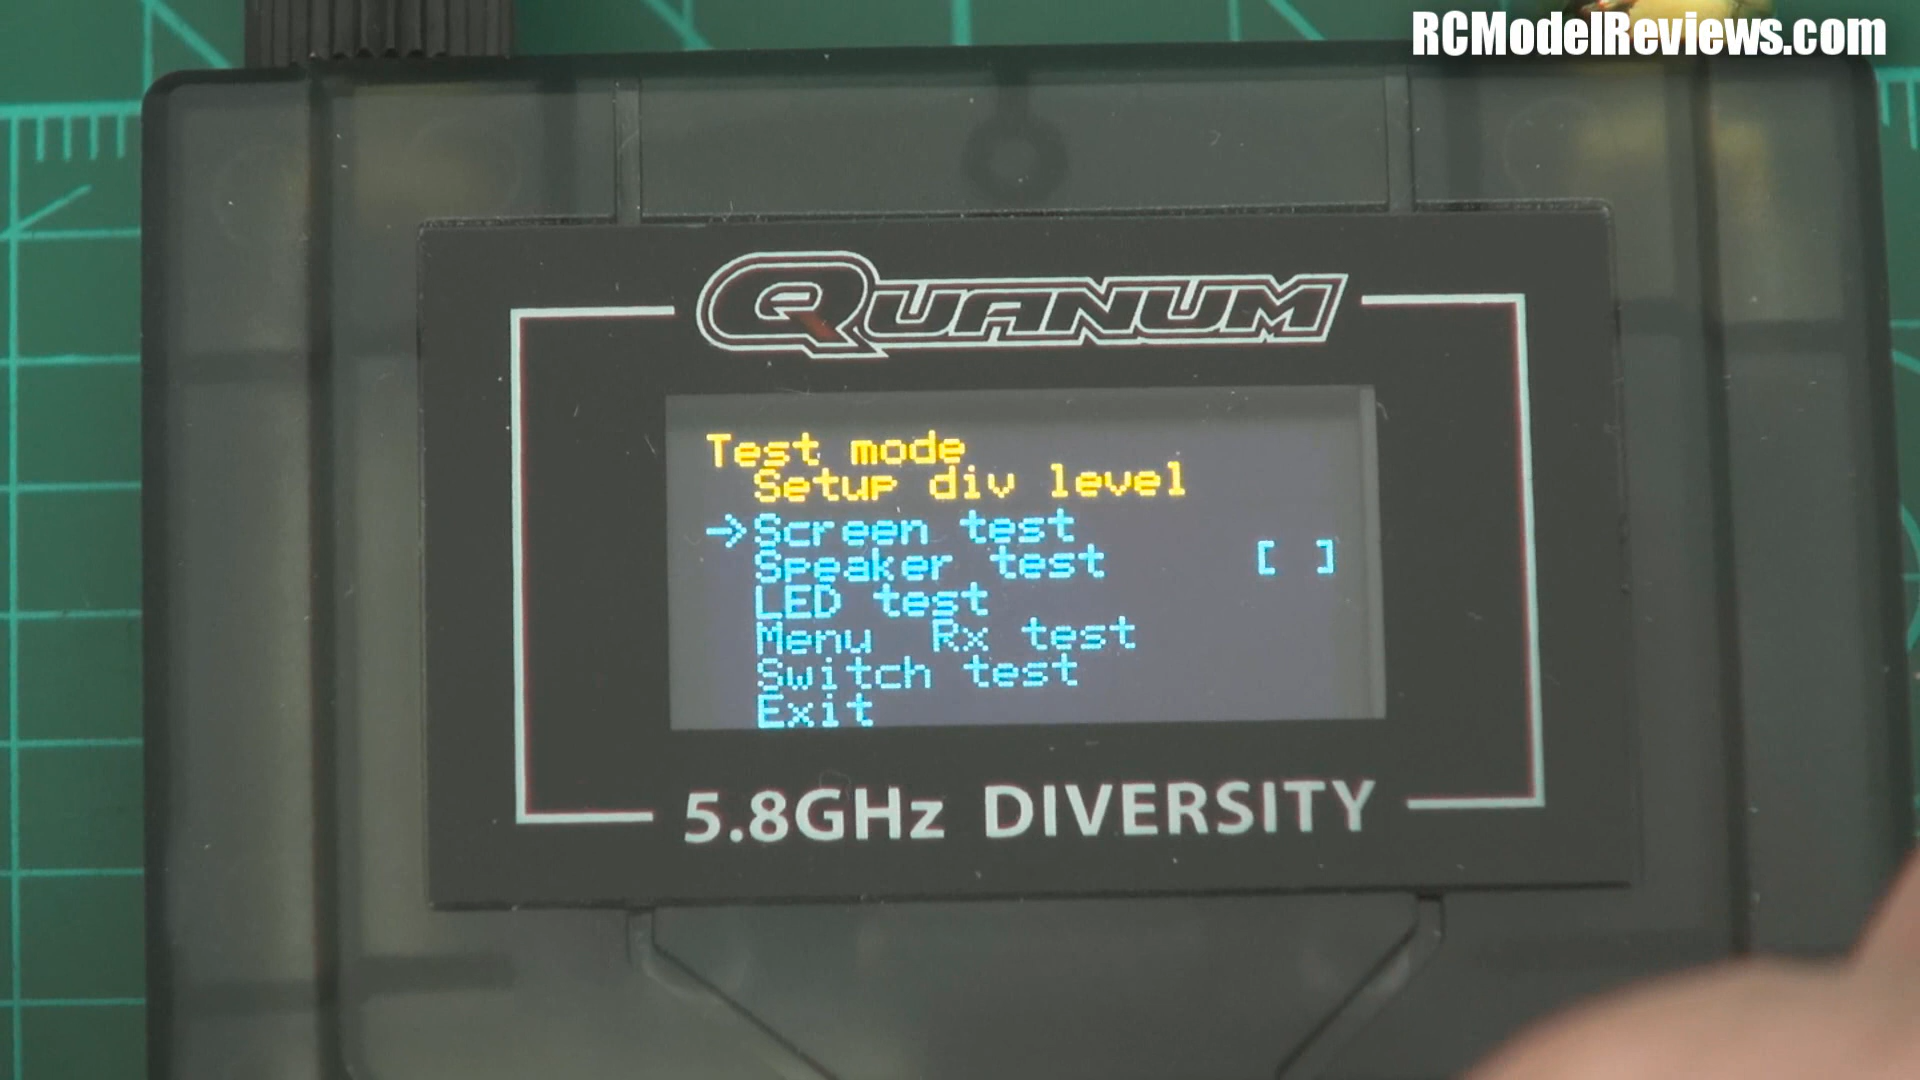 RCModelReviews.com
QUANUM
Test mode
Setup div level
->Screen test
Speaker test [ ]
LED test
Menu Rx test
Switch test
Exit
5.8GHz DIVERSITY